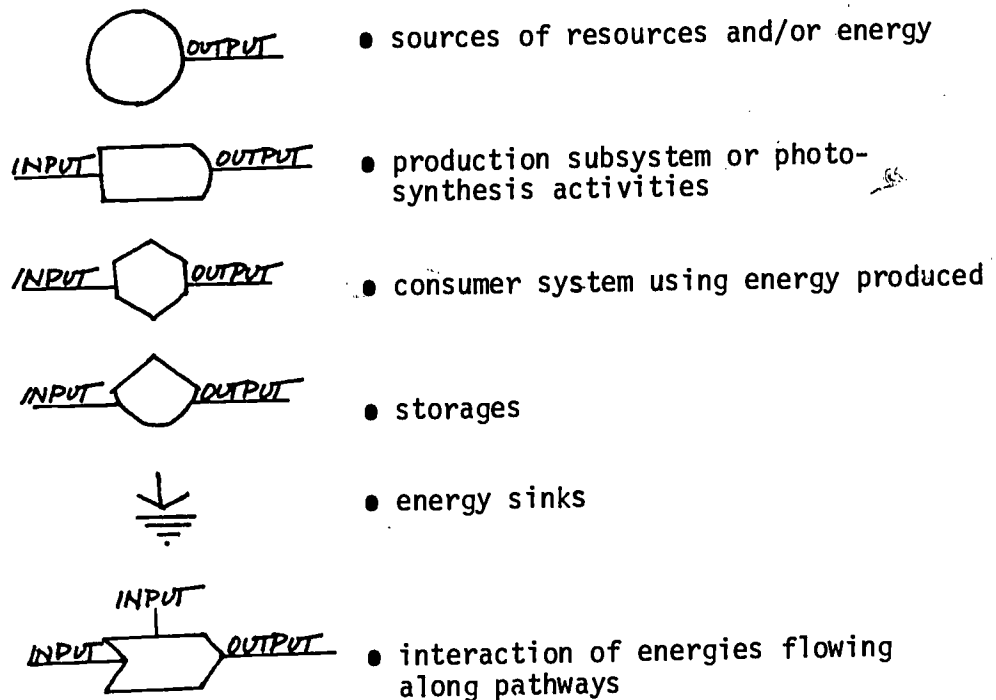 OUTPUT
• sources of resources and/or energy
INPUT OUTPUT
• production subsystem or photo-
synthesis activities
INPUT OUTPUT
• consumer system using energy produced
INPUT OUTPUT
• storages
• energy sinks
INPUT
INPUT OUTPUT
• interaction of energies flowing
along pathways